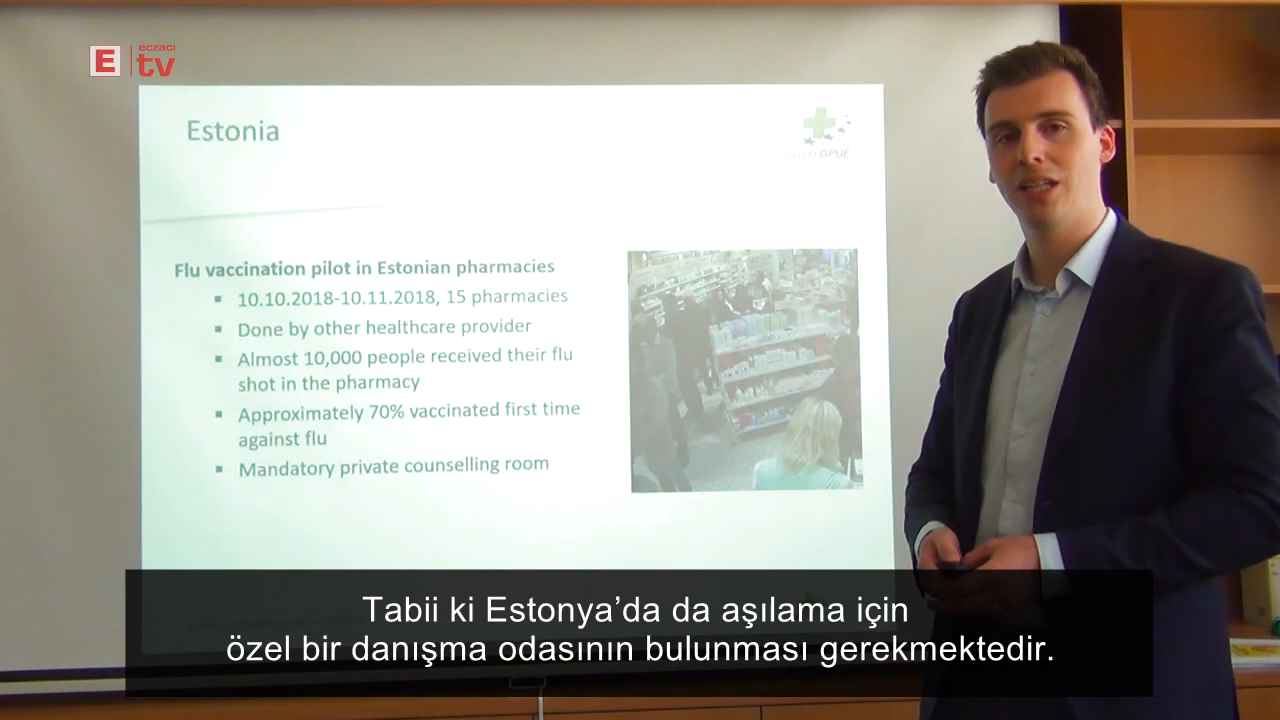 E
eczacı
tv
Estonia
GPUE
Flu vaccination pilot in Estonian pharmacies
▪ 10.10.2018-10.11.2018, 15 pharmacies
▪ Done by other healthcare provider
▪ Almost 10,000 people received their flu
shot in the pharmacy
▪ Approximately 70% vaccinated first time
against flu
▪ Mandatory private counselling room
Tabii ki Estonya’da da aşılama için
özel bir danışma odasının bulunması gerekmektedir.